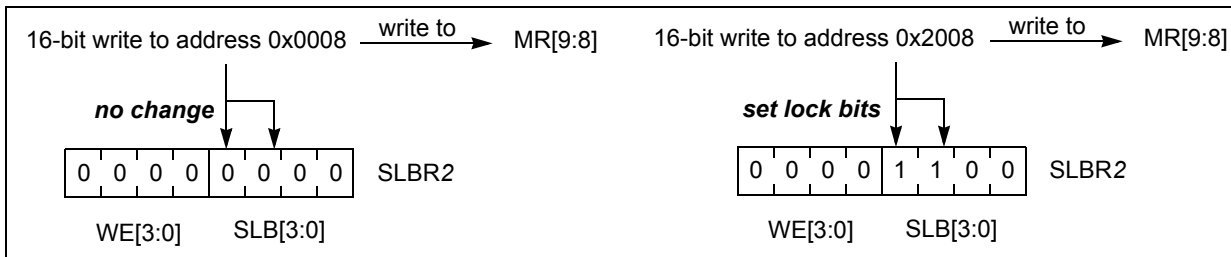 16-bit write to address 0x0008 write to MR[9:8]
no change
0 0 0 0 0 0 0 0 SLBR2
WE[3:0] SLB[3:0]
16-bit write to address 0x2008 write to MR[9:8]
set lock bits
0 0 0 0 1 1 0 0 SLBR2
WE[3:0] SLB[3:0]